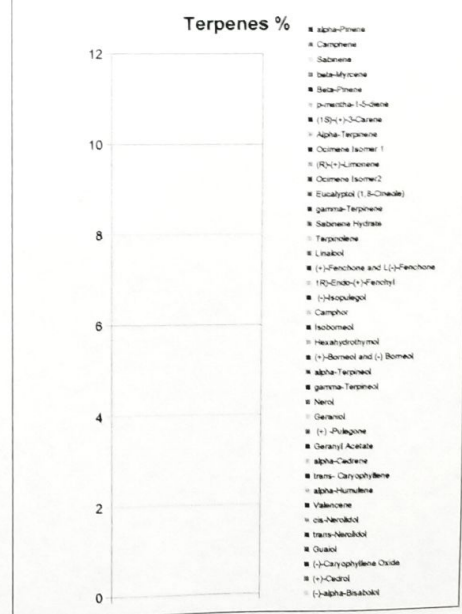 Terpenes %
12
10
8
6
4
2
0
alpha-Pinene
Camphene
Sabinene
beta-Myrcene
Beta-Pinene
p-mentha-1-5-diene
(1S)-(+)-3-Carene
Alpha-Terpinene
Ocimene Isomer 1
(R)-(+)-Limonene
Ocimene Isomer2
Eucalyptol (1,8-Cineole)
gamma-Terpinene
Sabinene Hydrate
Terpinolene
Linalool
(+)-Fenchone and L(-)-Fenchone
1R)-Endo-(+)-Fenchyl
(-)-Isopulegol
Camphor
Isoborneol
Hexahydrothymol
(+)-Borneol and (-) Borneol
alpha-Terpineol
gamma-Terpineol
Nerol
Geraniol
(+) -Pulegone
Geranyl Acetate
alpha-Cedrene
trans- Caryophyllene
alpha-Humulene
Valencene
cis-Nerolidol
trans-Nerolidol
Guaiol
(-)-Caryophyllene Oxide
(+)-Cedrol
(-)-alpha-Bisabolol